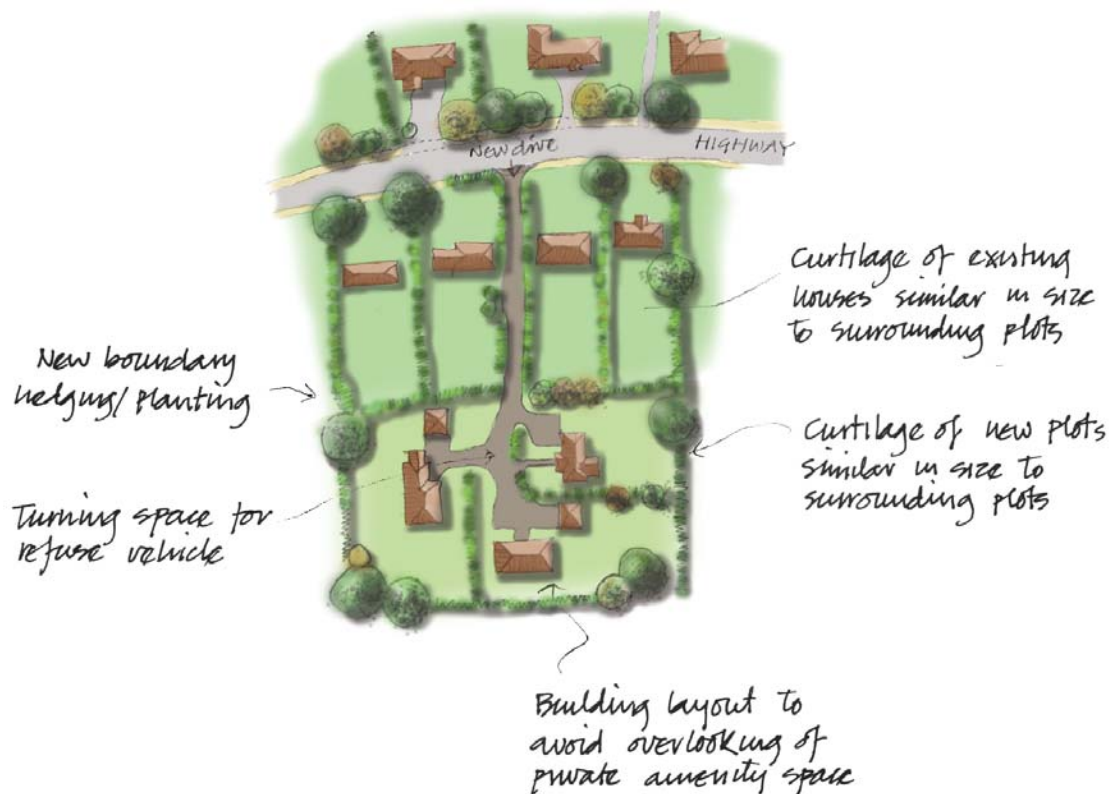 New drive
HIGHWAY
Curtilage of existing
houses similar in size
to surrounding plots
New boundary
hedging/planting
Curtilage of new plots
similar in size to
surrounding plots
Turning space for
refuse vehicle
Building layout to
avoid overlooking of
private amenity space